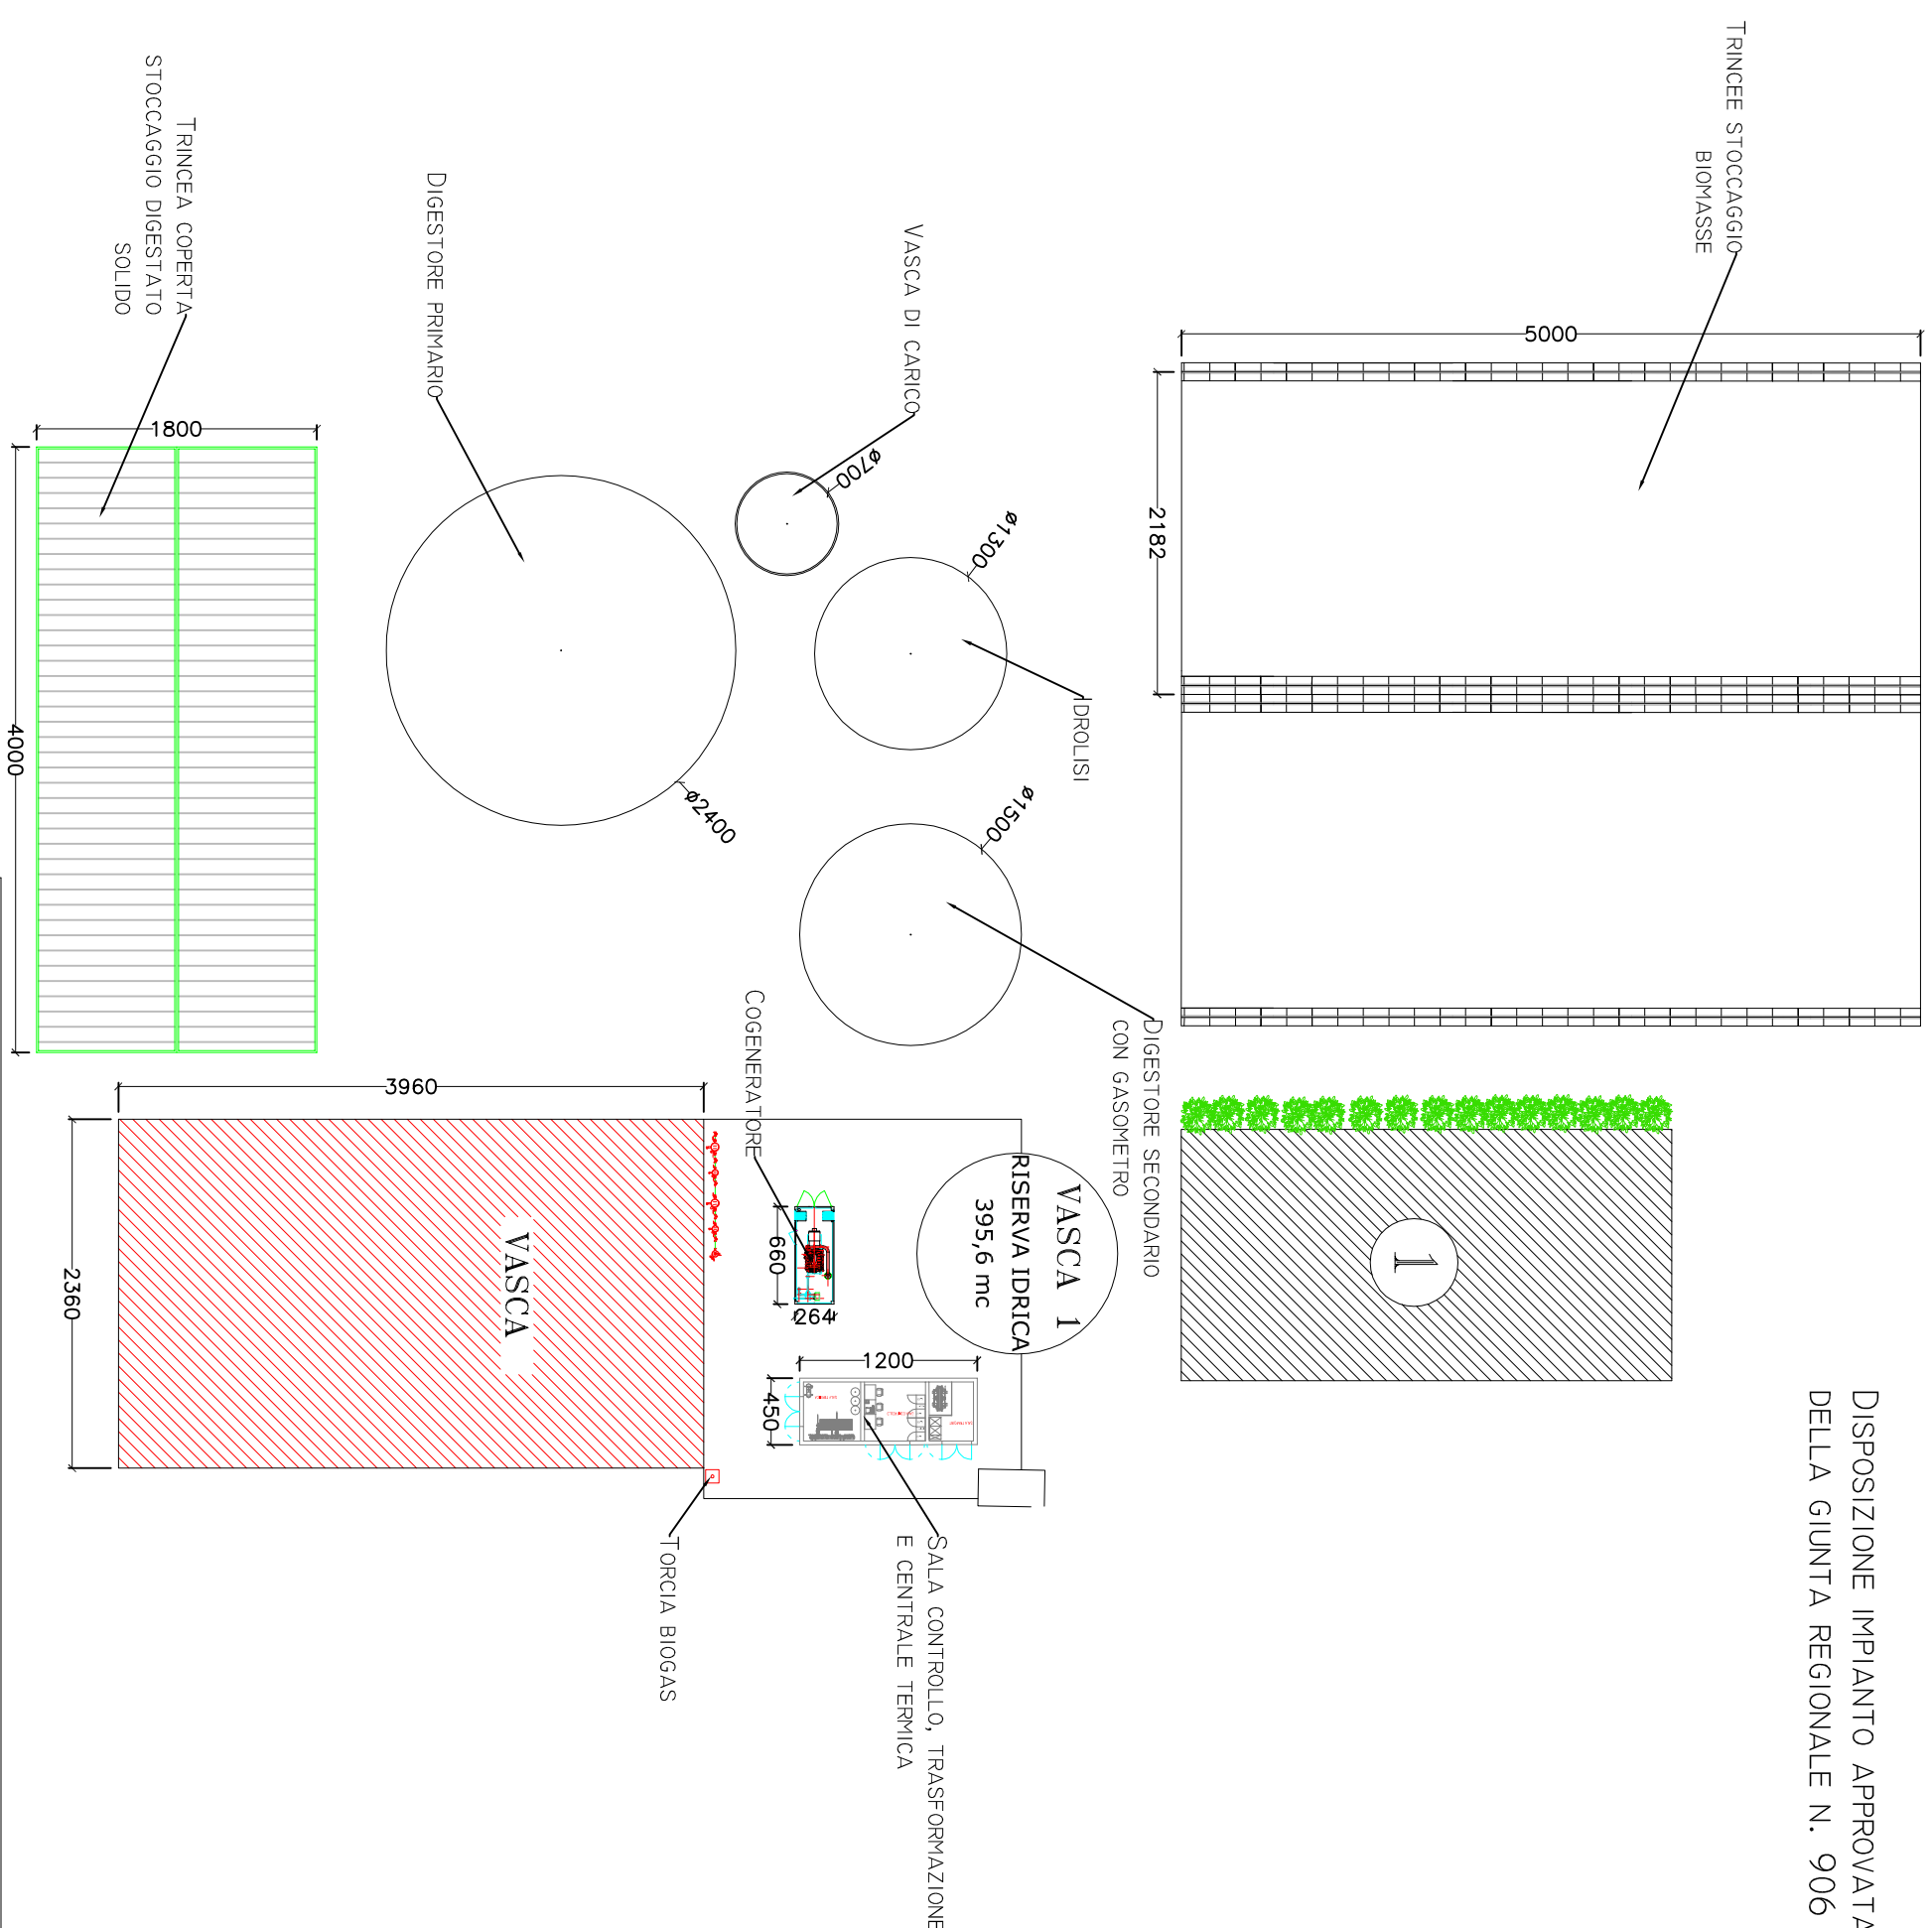 DISPOSIZIONE IMPIANTO APPROVATA
DELLA GIUNTA REGIONALE N. 906
TRINCEE STOCCAGGIO
BIOMASSE
5000
2182
VASCA DI CARICO
ø700
ø1300
IDROLISI
ø1500
DIGESTORE SECONDARIO
CON GASOMETRO
DIGESTORE PRIMARIO
ø2400
TRINCEA COPERTA
STOCCAGGIO DIGESTATO
SOLIDO
1800
4000
1
VASCA 1
RISERVA IDRICA
395,6 mc
COGENERATORE
660
264
1200
450
SALA CONTROLLO, TRASFORMAZIONE
E CENTRALE TERMICA
3960
VASCA
2360
TORCIA BIOGAS